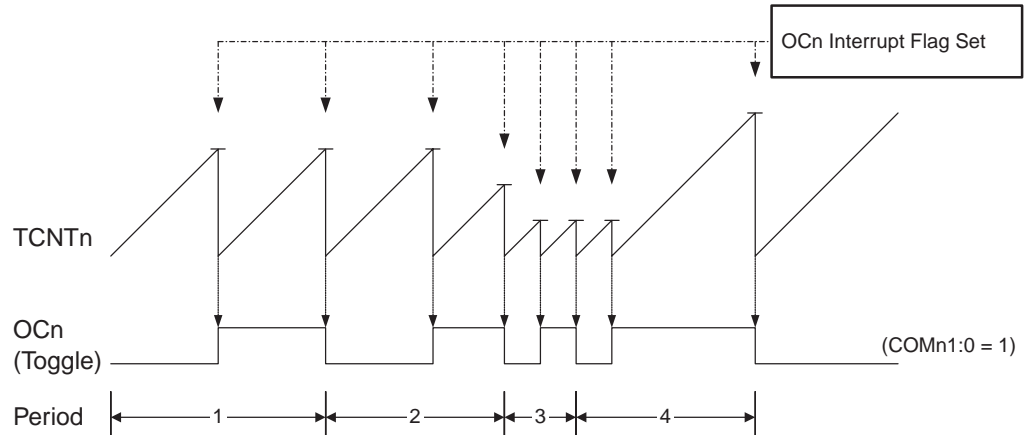 OCn Interrupt Flag Set
TCNTn
OCn
(Toggle)
(COMn1:0 = 1)
Period
1
2
3
4